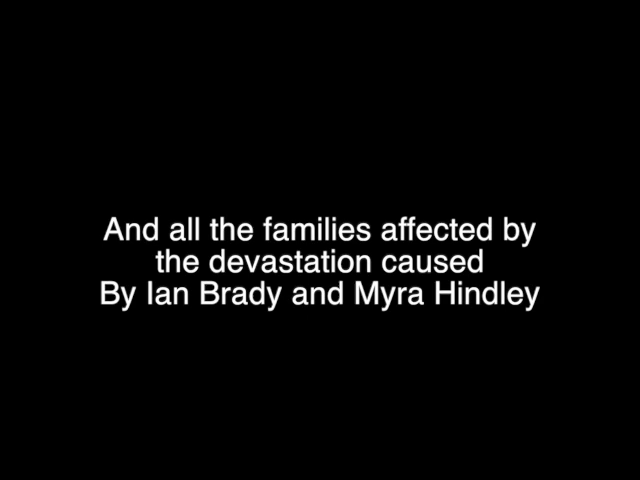 And all the families affected by
the devastation caused
By Ian Brady and Myra Hindley